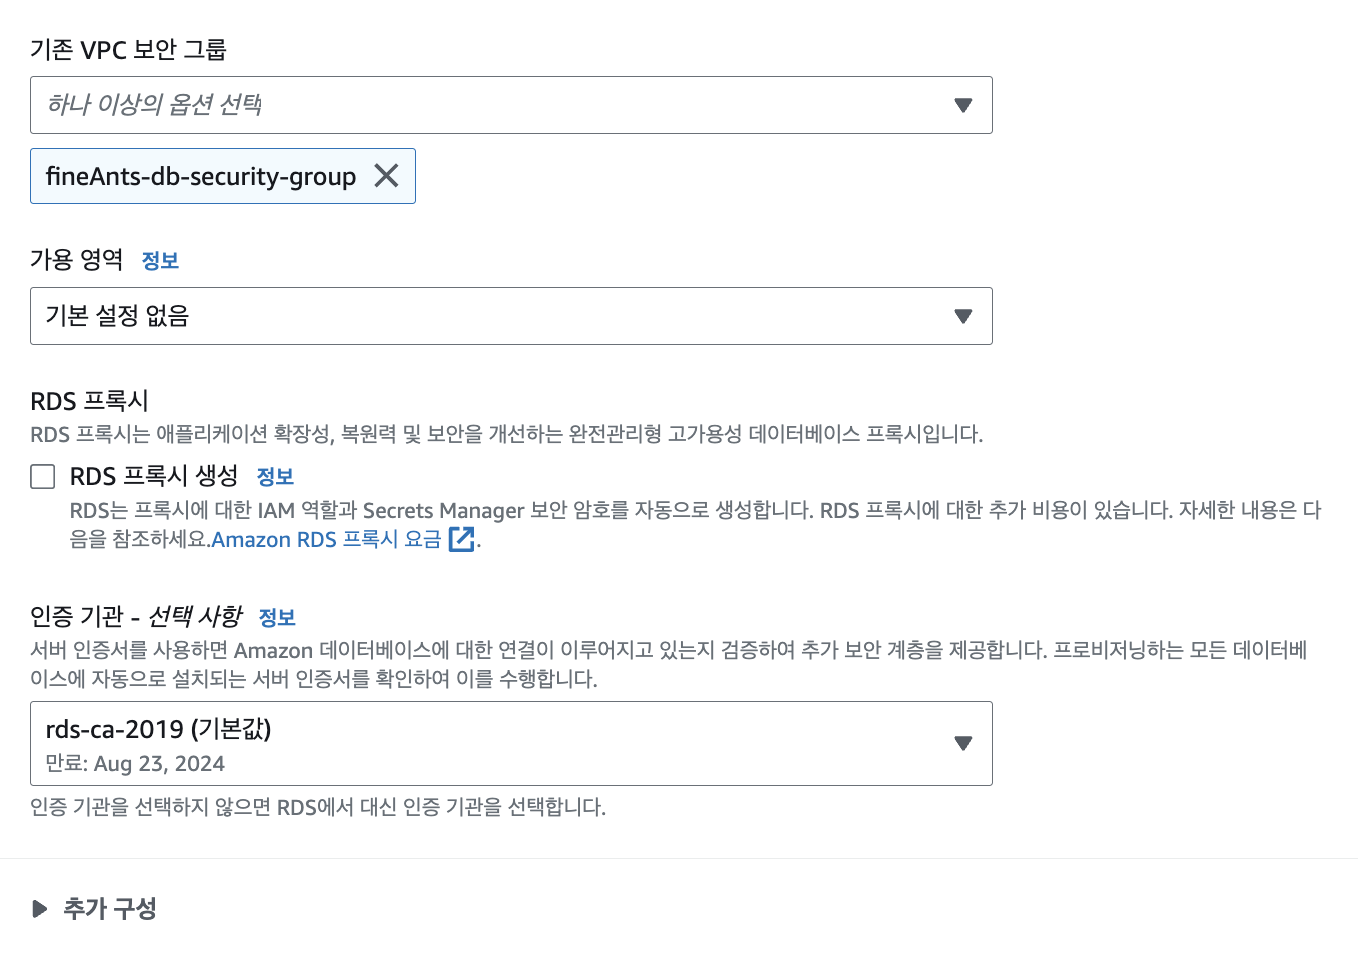 기존 VPC 보안 그룹
하나 이상의 옵션 선택
fineAnts-db-security-group
가용 영역 정보
기본 설정 없음
RDS 프록시
RDS 프록시는 애플리케이션 확장성, 복원력 및 보안을 개선하는 완전관리형 고가용성 데이터베이스 프록시입니다.
RDS 프록시 생성 정보
RDS는 프록시에 대한 IAM 역할과 Secrets Manager 보안 암호를 자동으로 생성합니다. RDS 프록시에 대한 추가 비용이 있습니다. 자세한 내용은 다
음을 참조하세요.Amazon RDS 프록시 요금.
인증 기관 - 선택 사항 정보
서버 인증서를 사용하면 Amazon 데이터베이스에 대한 연결이 이루어지고 있는지 검증하여 추가 보안 계층을 제공합니다. 프로비저닝하는 모든 데이터베
이스에 자동으로 설치되는 서버 인증서를 확인하여 이를 수행합니다.
rds-ca-2019 (기본값)
만료: Aug 23, 2024
인증 기관을 선택하지 않으면 RDS에서 대신 인증 기관을 선택합니다.
추가 구성